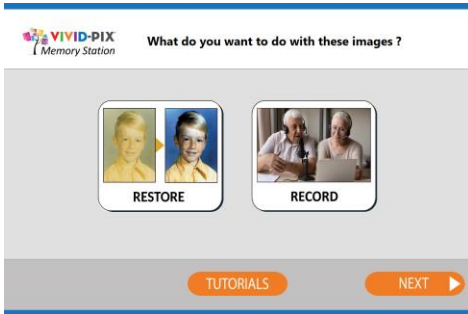 VIVID-PIX
Memory Station
What do you want to do with these images ?
RESTORE
RECORD
TUTORIALS
NEXT